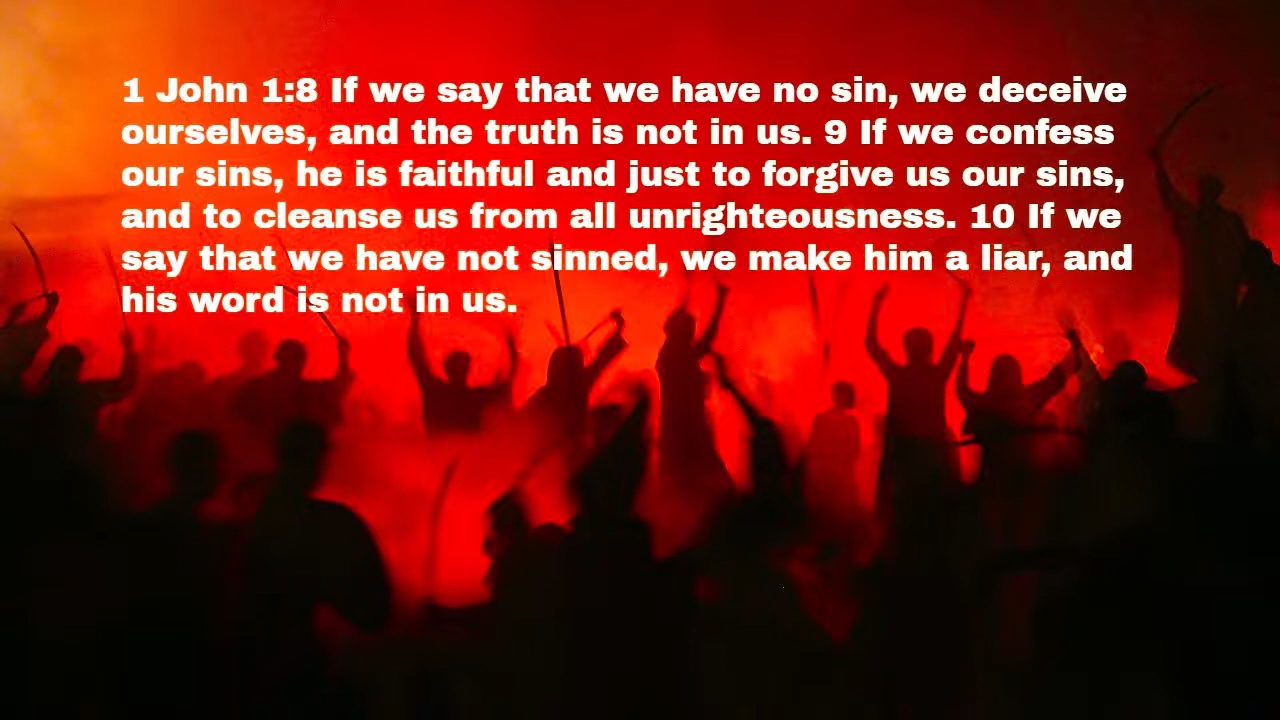 1 John 1:8 If we say that we have no sin, we deceive
ourselves, and the truth is not in us. 9 If we confess
our sins, he is faithful and just to forgive us our sins,
and to cleanse us from all unrighteousness. 10 If we
say that we have not sinned, we make him a liar, and
his word is not in us.